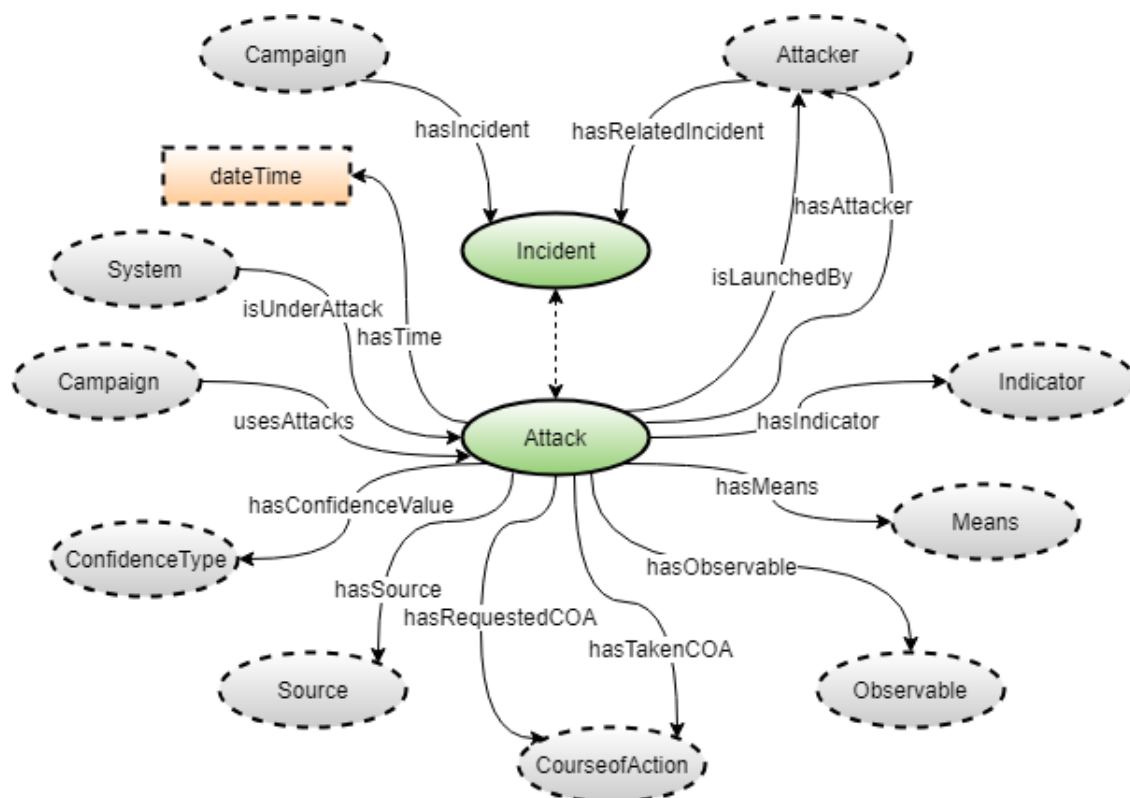 Campaign
Attacker
hasIncident
hasRelatedIncident
dateTime
hasAttacker
Incident
System
isLaunchedBy
isUnderAttack
hasTime
Campaign
Indicator
usesAttacks
Attack
hasIndicator
hasMeans
hasConfidenceValue
Means
ConfidenceType
hasObservable
hasSource
hasRequestedCOA
hasTakenCOA
Source
Observable
CourseofAction